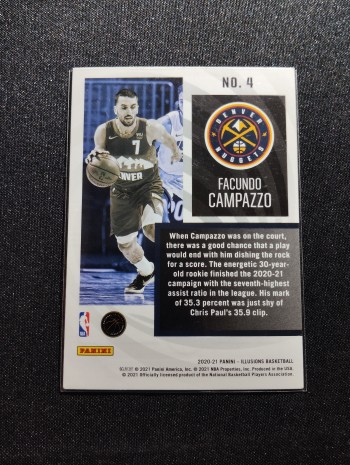 NO. 4
DENVER
NUGGETS
FACUNDO
CAMPAZZO
7
DENVER
When Campazzo was on the court,
there was a good chance that a play
would end with him dishing the rock
for a score. The energetic 30-year-
old rookie finished the 2020-21
campaign with the seventh-highest
assist ratio in the league. His mark
of 35.3 percent was just shy of
Chris Paul's 35.9 clip.
NBA
PANINI
2020-21 PANINI - ILLUSIONS BASKETBALL
© 2021 Panini America, Inc. © 2021 NBA Properties, Inc. Produced in the USA
© 2021 Officially licensed product of the National Basketball Players Association.